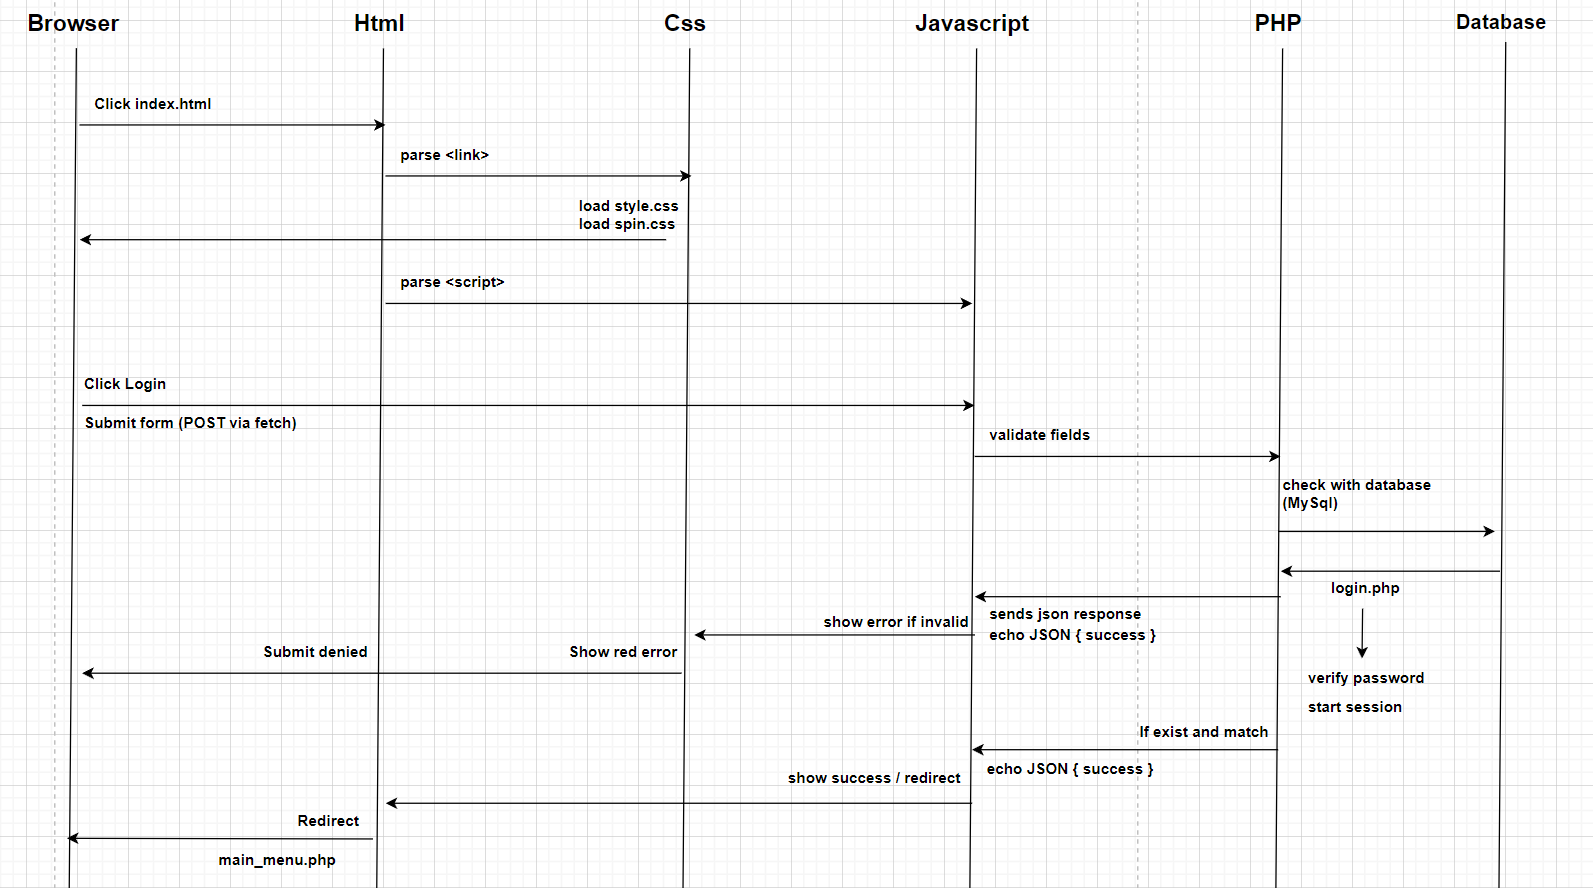 Browser
Html
Css
Javascript
PHP
Database
Click index.html
parse <link>
load style.css
load spin.css
parse <script>
Click Login
Submit form (POST via fetch)
validate fields
check with database
(MySql)
login.php
sends json response
show error if invalid
echo JSON { success }
Submit denied
Show red error
verify password
start session
If exist and match
echo JSON { success }
show success / redirect
Redirect
main_menu.php